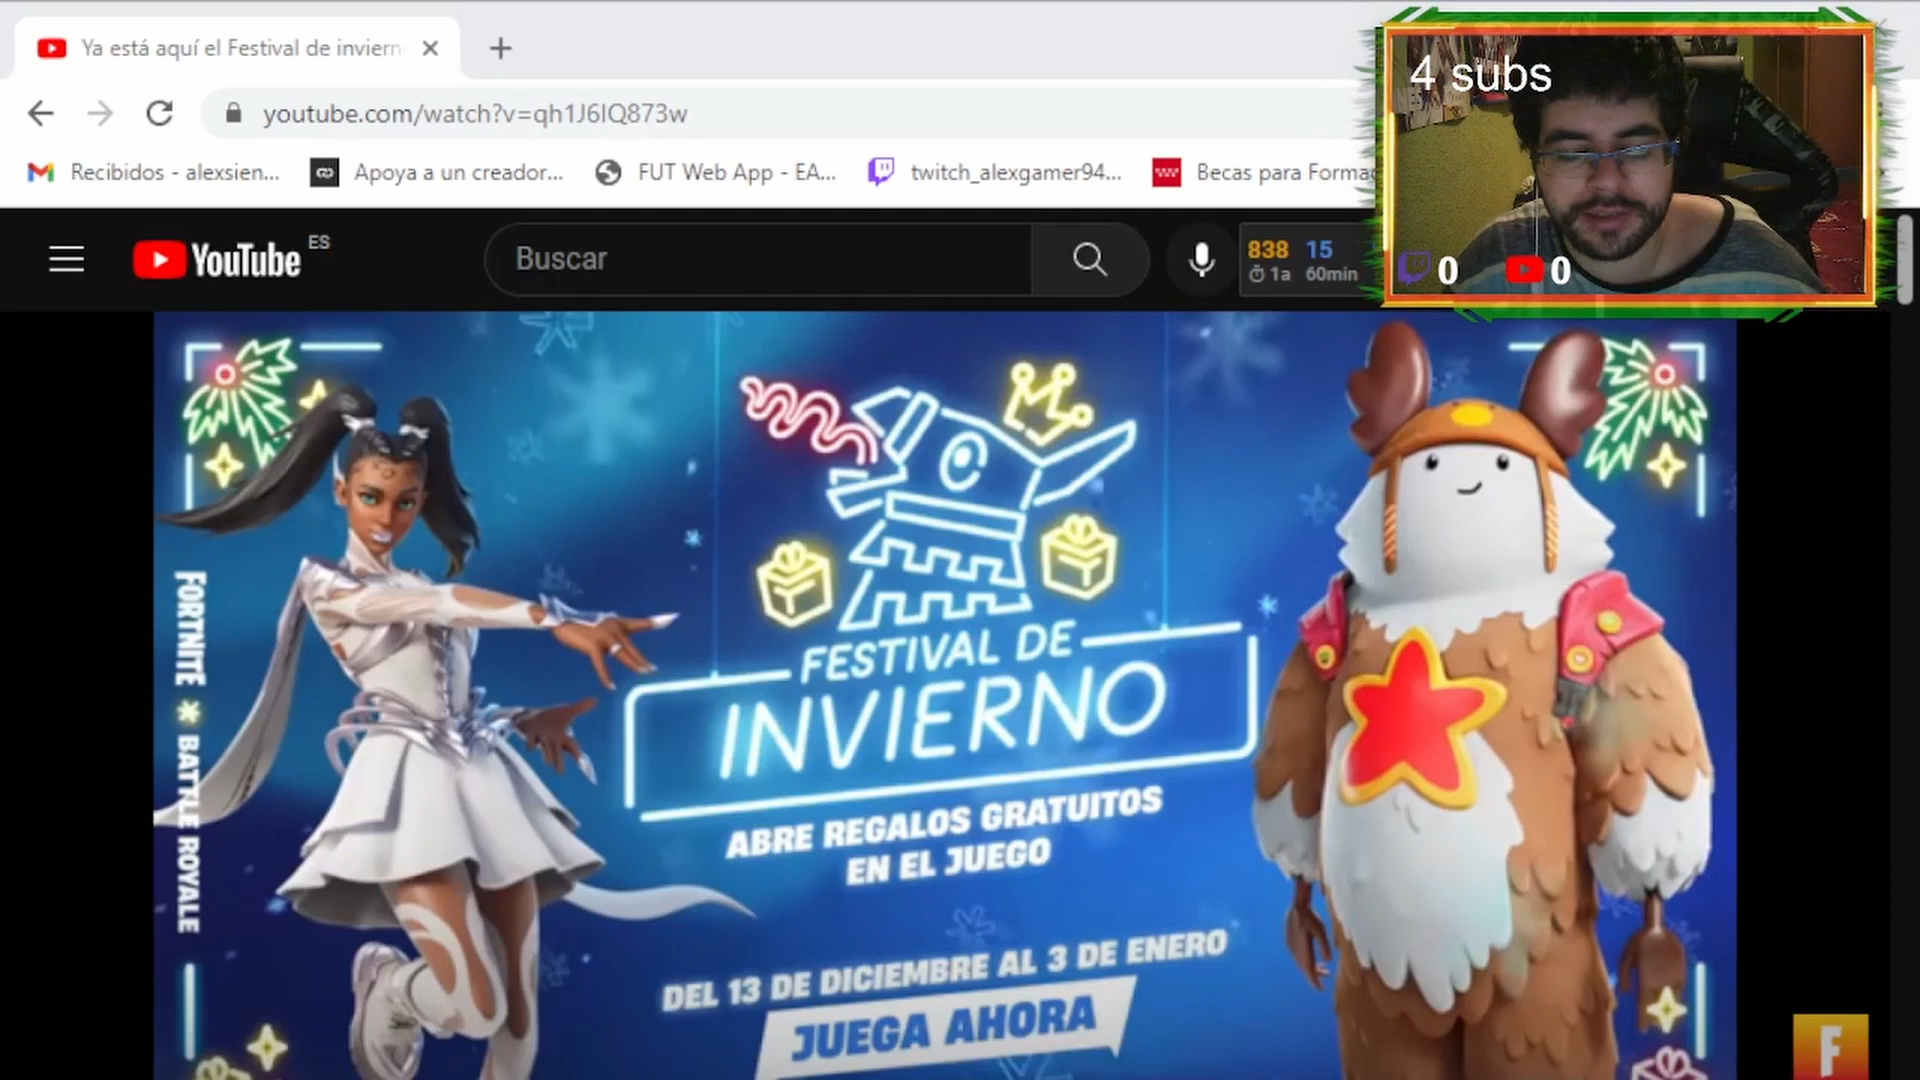 Ya está aquí el Festival de inviern
youtube.com/watch?v=qh1J6IQ873w
Recibidos - alexsien...
Apoya a un creador...
FUT Web App - EA...
twitch_alexgamer94...
Becas para Forma
4 subs
0
0
YouTube ES
Buscar
838 15
1a 60min
FORTNITE BATTLE ROYALE
FESTIVAL DE
INVIERNO
ABRE REGALOS GRATUITOS
EN EL JUEGO
DEL 13 DE DICIEMBRE AL 3 DE ENERO
JUEGA AHORA
F